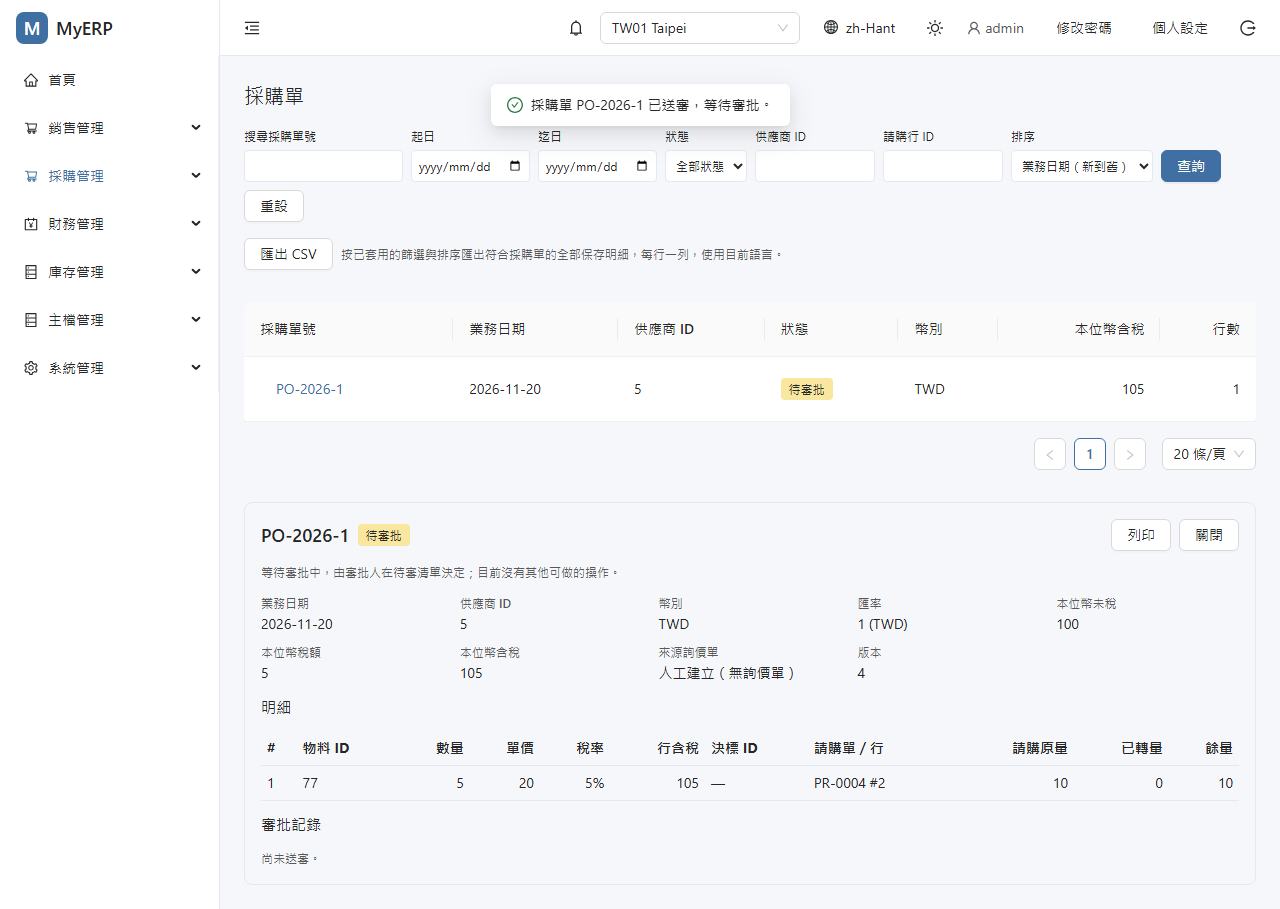 M MyERP
TW01 Taipei
zh-Hant
admin
修改密碼
個人設定
首頁
銷售管理
採購管理
財務管理
庫存管理
主檔管理
系統管理
採購單
採購單 PO-2026-1 已送審，等待審批。
搜尋採購單號 起日 迄日 狀態 供應商 ID 請購行 ID 排序
yyyy/mm/dd yyyy/mm/dd 全部狀態 業務日期（新到舊） 查詢
重設
匯出 CSV 按已套用的篩選與排序匯出符合採購單的全部保存明細，每行一列，使用目前語言。
採購單號 業務日期 供應商 ID 狀態 幣別 本位幣含稅 行數
PO-2026-1 2026-11-20 5 待審批 TWD 105 1
< 1 > 20 條/頁
PO-2026-1 待審批 列印 關閉
等待審批中，由審批人在待審清單決定；目前沒有其他可做的操作。
業務日期 供應商 ID 幣別 匯率 本位幣未稅
2026-11-20 5 TWD 1 (TWD) 100
本位幣稅額 本位幣含稅 來源詢價單 版本
5 105 人工建立（無詢價單） 4
明細
# 物料 ID 數量 單價 稅率 行含稅 決標 ID 請購單 / 行 請購原量 已轉量 餘量
1 77 5 20 5% 105 — PR-0004 #2 10 0 10
審批記錄
尚未送審。